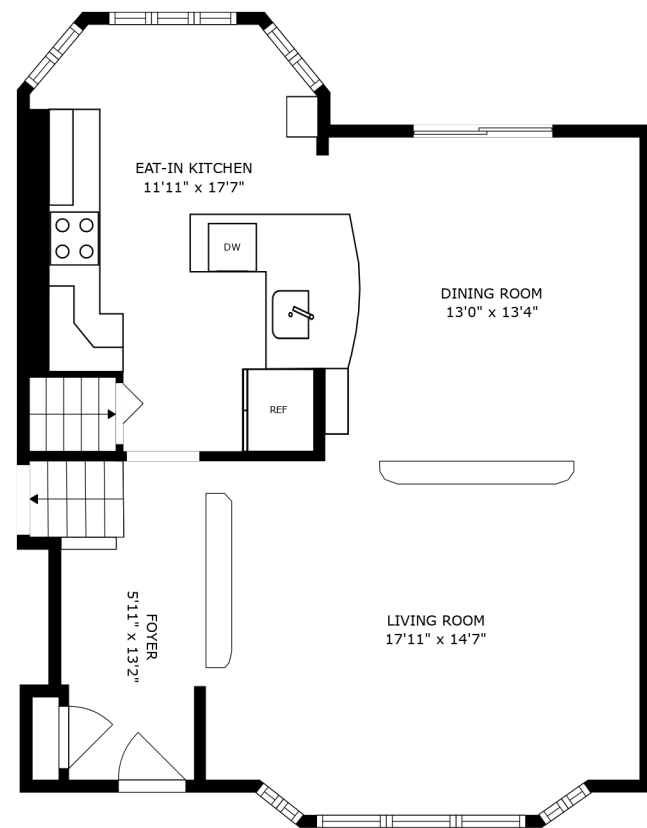 EAT-IN KITCHEN
11'11" x 17'7"
DW
DINING ROOM
13'0" x 13'4"
REF
LIVING ROOM
17'11" x 14'7"
FOYER
5'11" x 13'2"